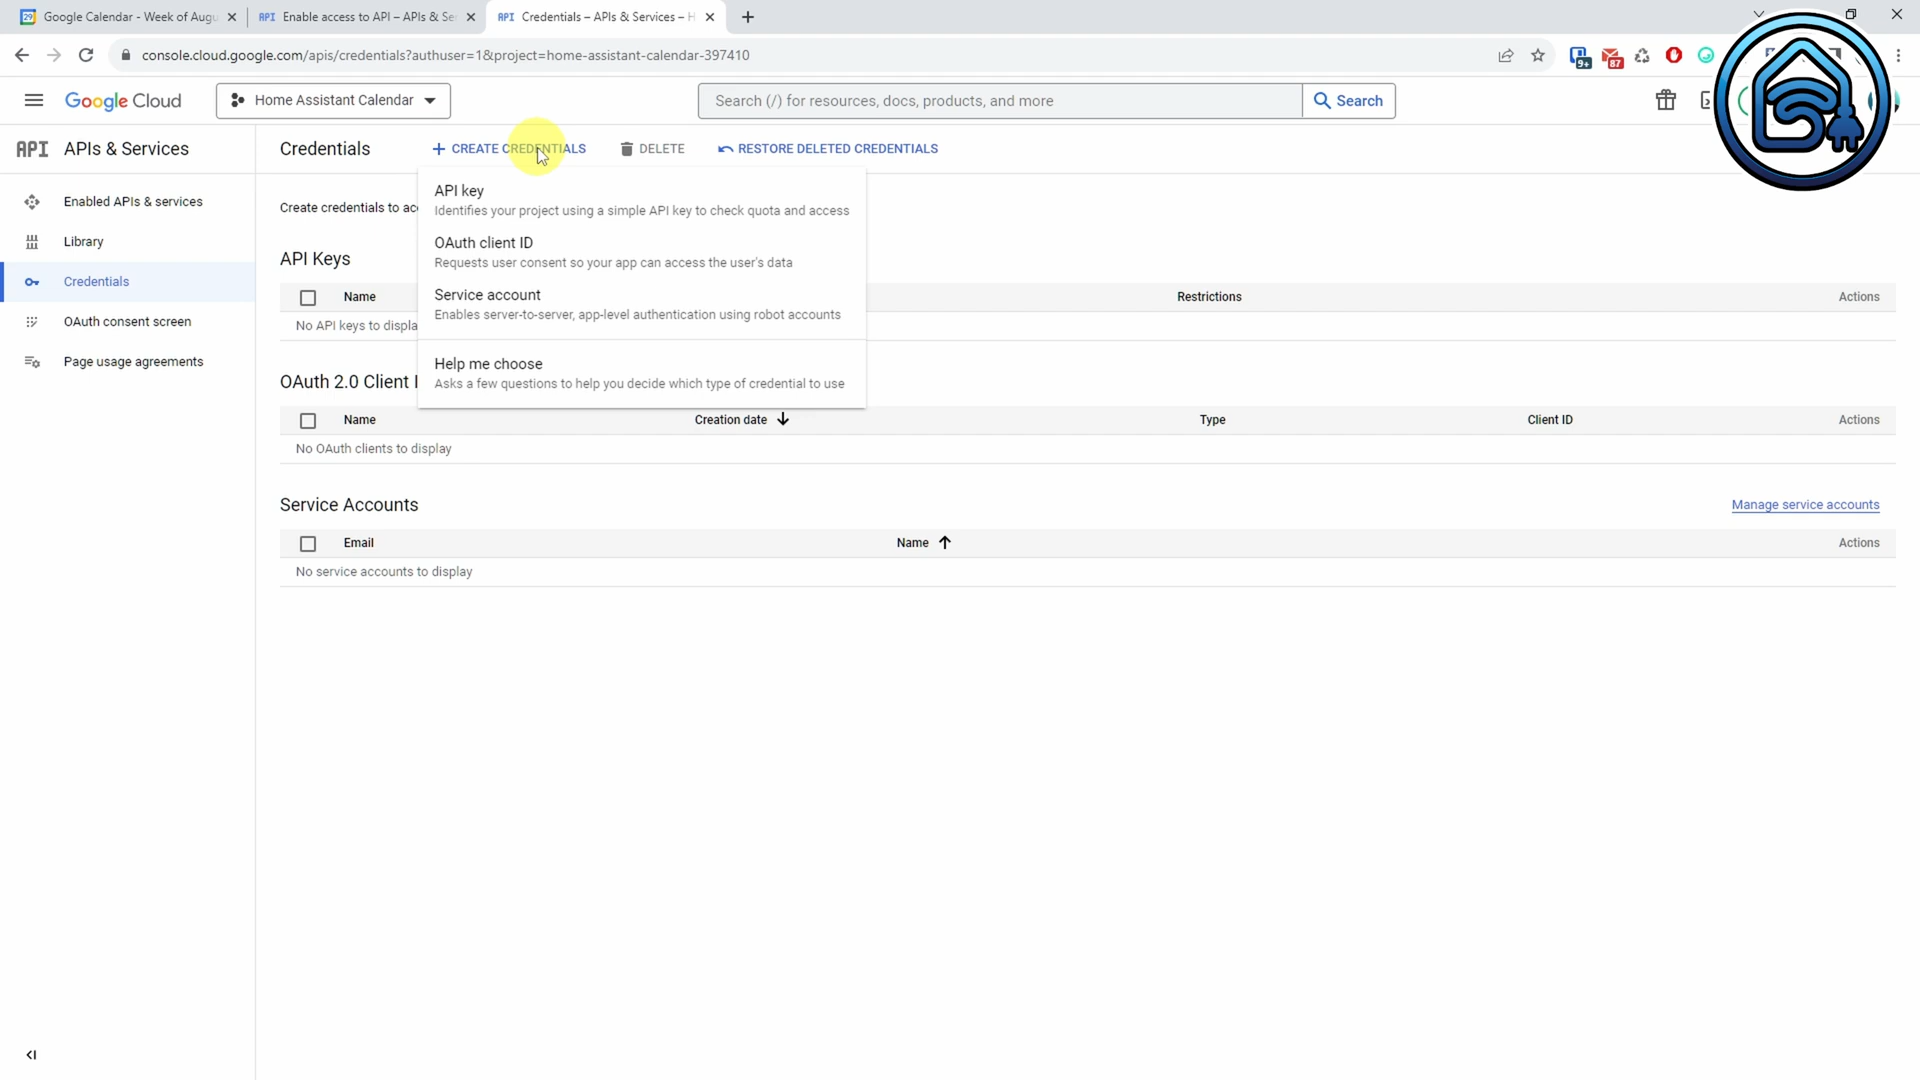 Google Calendar - Week of Augu
API Enable access to API – APIs & Se
API Credentials – APIs & Services – H
console.cloud.google.com/apis/credentials?authuser=1&project=home-assistant-calendar-397410
9+
87
Google Cloud
Home Assistant Calendar
Search (/) for resources, docs, products, and more
Search
API APIs & Services
Credentials
+ CREATE CREDENTIALS
DELETE
RESTORE DELETED CREDENTIALS
Enabled APIs & services
Library
Credentials
OAuth consent screen
Page usage agreements
Create credentials to ac
API key
Identifies your project using a simple API key to check quota and access
OAuth client ID
Requests user consent so your app can access the user's data
Service account
Enables server-to-server, app-level authentication using robot accounts
Help me choose
Asks a few questions to help you decide which type of credential to use
API Keys
Name
Restrictions
Actions
No API keys to displa
OAuth 2.0 Client I
Name
Creation date
Type
Client ID
Actions
No OAuth clients to display
Service Accounts
Manage service accounts
Email
Name
Actions
No service accounts to display